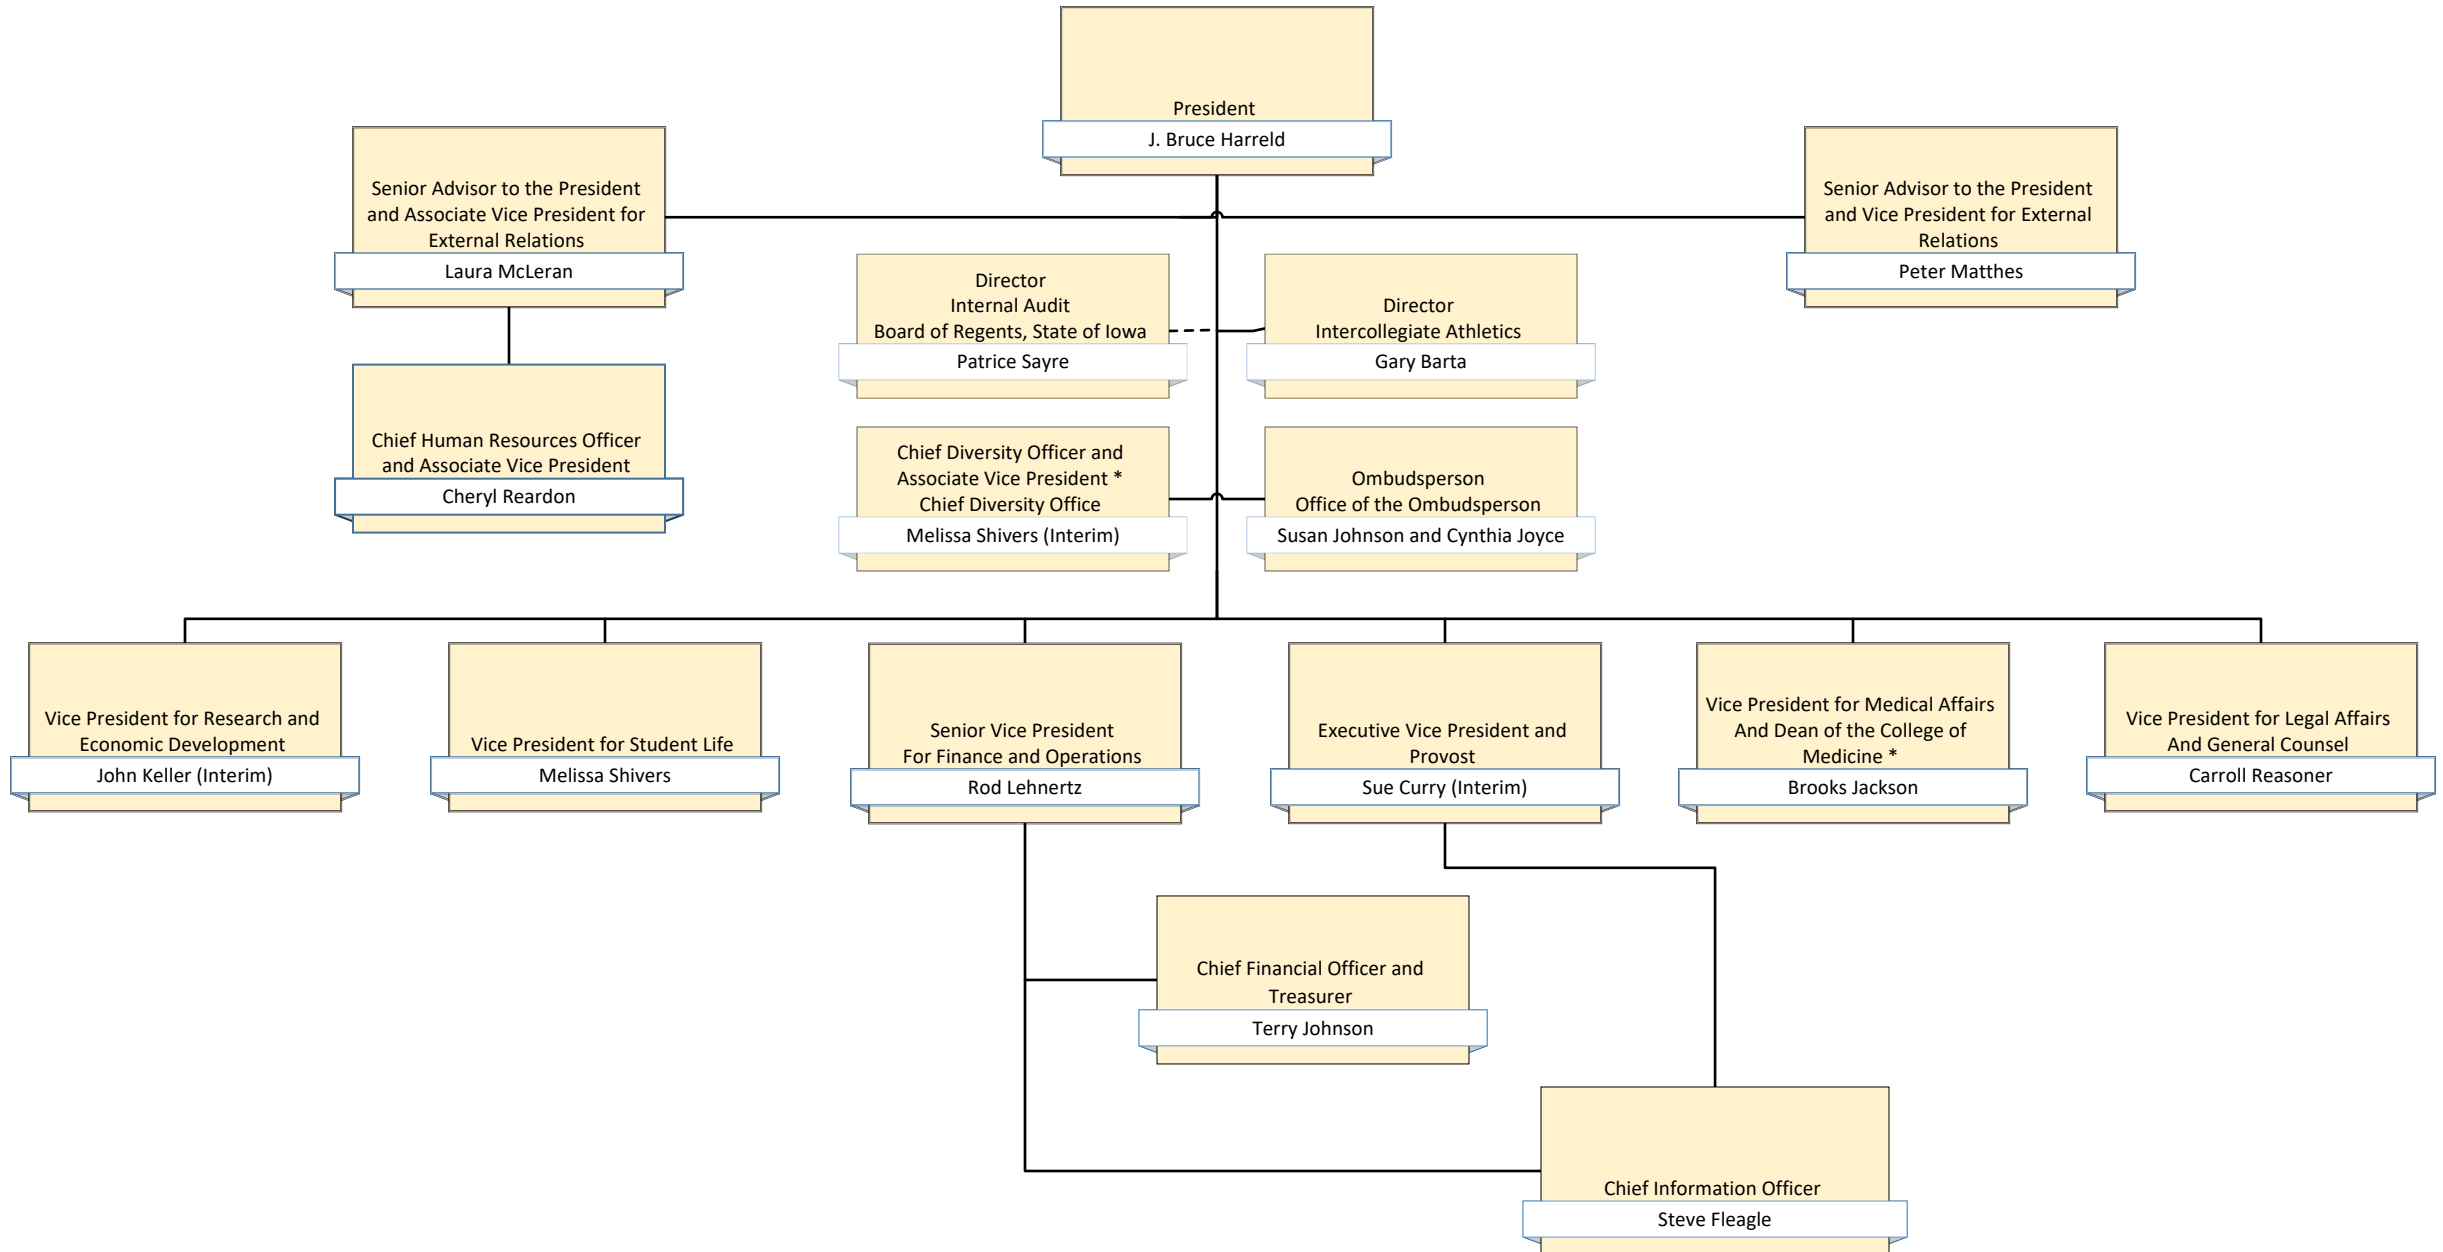 President
J. Bruce Harreld
Senior Advisor to the President
and Associate Vice President for
External Relations
Laura McLeran
Senior Advisor to the President
and Vice President for External
Relations
Peter Matthes
Director
Internal Audit
Board of Regents, State of Iowa
Patrice Sayre
Director
Intercollegiate Athletics
Gary Barta
Chief Human Resources Officer
and Associate Vice President
Cheryl Reardon
Chief Diversity Officer and
Associate Vice President *
Chief Diversity Office
Melissa Shivers (Interim)
Ombudsperson
Office of the Ombudsperson
Susan Johnson and Cynthia Joyce
Vice President for Research and
Economic Development
John Keller (Interim)
Vice President for Student Life
Melissa Shivers
Senior Vice President
For Finance and Operations
Rod Lehnertz
Executive Vice President and
Provost
Sue Curry (Interim)
Vice President for Medical Affairs
And Dean of the College of
Medicine *
Brooks Jackson
Vice President for Legal Affairs
And General Counsel
Carroll Reasoner
Chief Financial Officer and
Treasurer
Terry Johnson
Chief Information Officer
Steve Fleagle